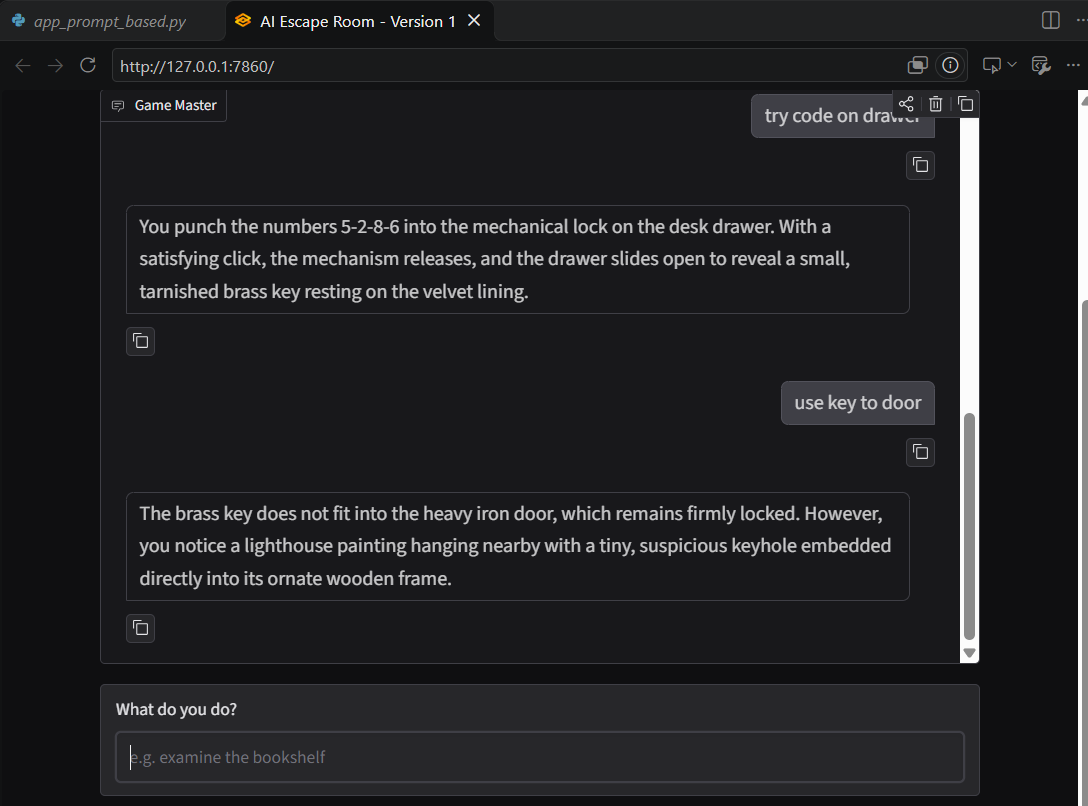 app_prompt_based.py
AI Escape Room - Version 1
http://127.0.0.1:7860/
Game Master
try code on drawer
You punch the numbers 5-2-8-6 into the mechanical lock on the desk drawer. With a
satisfying click, the mechanism releases, and the drawer slides open to reveal a small,
tarnished brass key resting on the velvet lining.
use key to door
The brass key does not fit into the heavy iron door, which remains firmly locked. However,
you notice a lighthouse painting hanging nearby with a tiny, suspicious keyhole embedded
directly into its ornate wooden frame.
What do you do?
e.g. examine the bookshelf